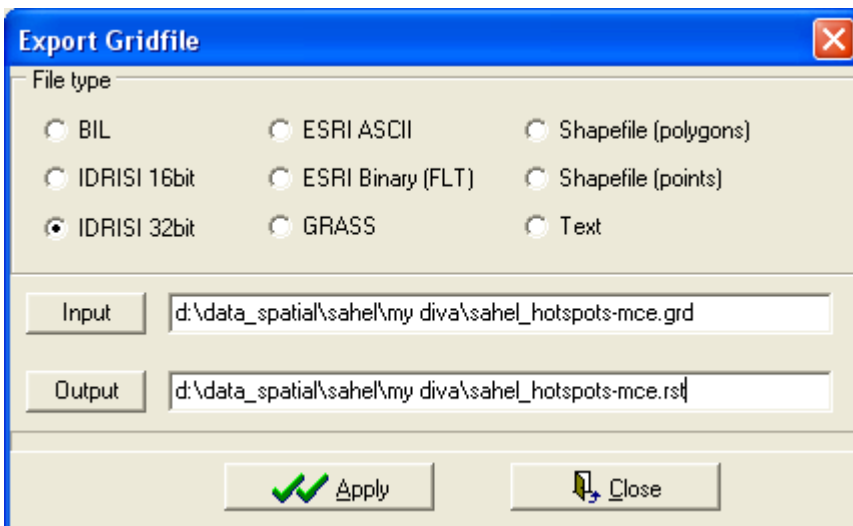 Export Gridfile
File type
BIL
ESRI ASCII
Shapefile (polygons)
IDRISI 16bit
ESRI Binary (FLT)
Shapefile (points)
IDRISI 32bit
GRASS
Text
Input
d:\data_spatial\sahel\my diva\sahel_hotspots-mce.grd
Output
d:\data_spatial\sahel\my diva\sahel_hotspots-mce.rst
Apply
Close